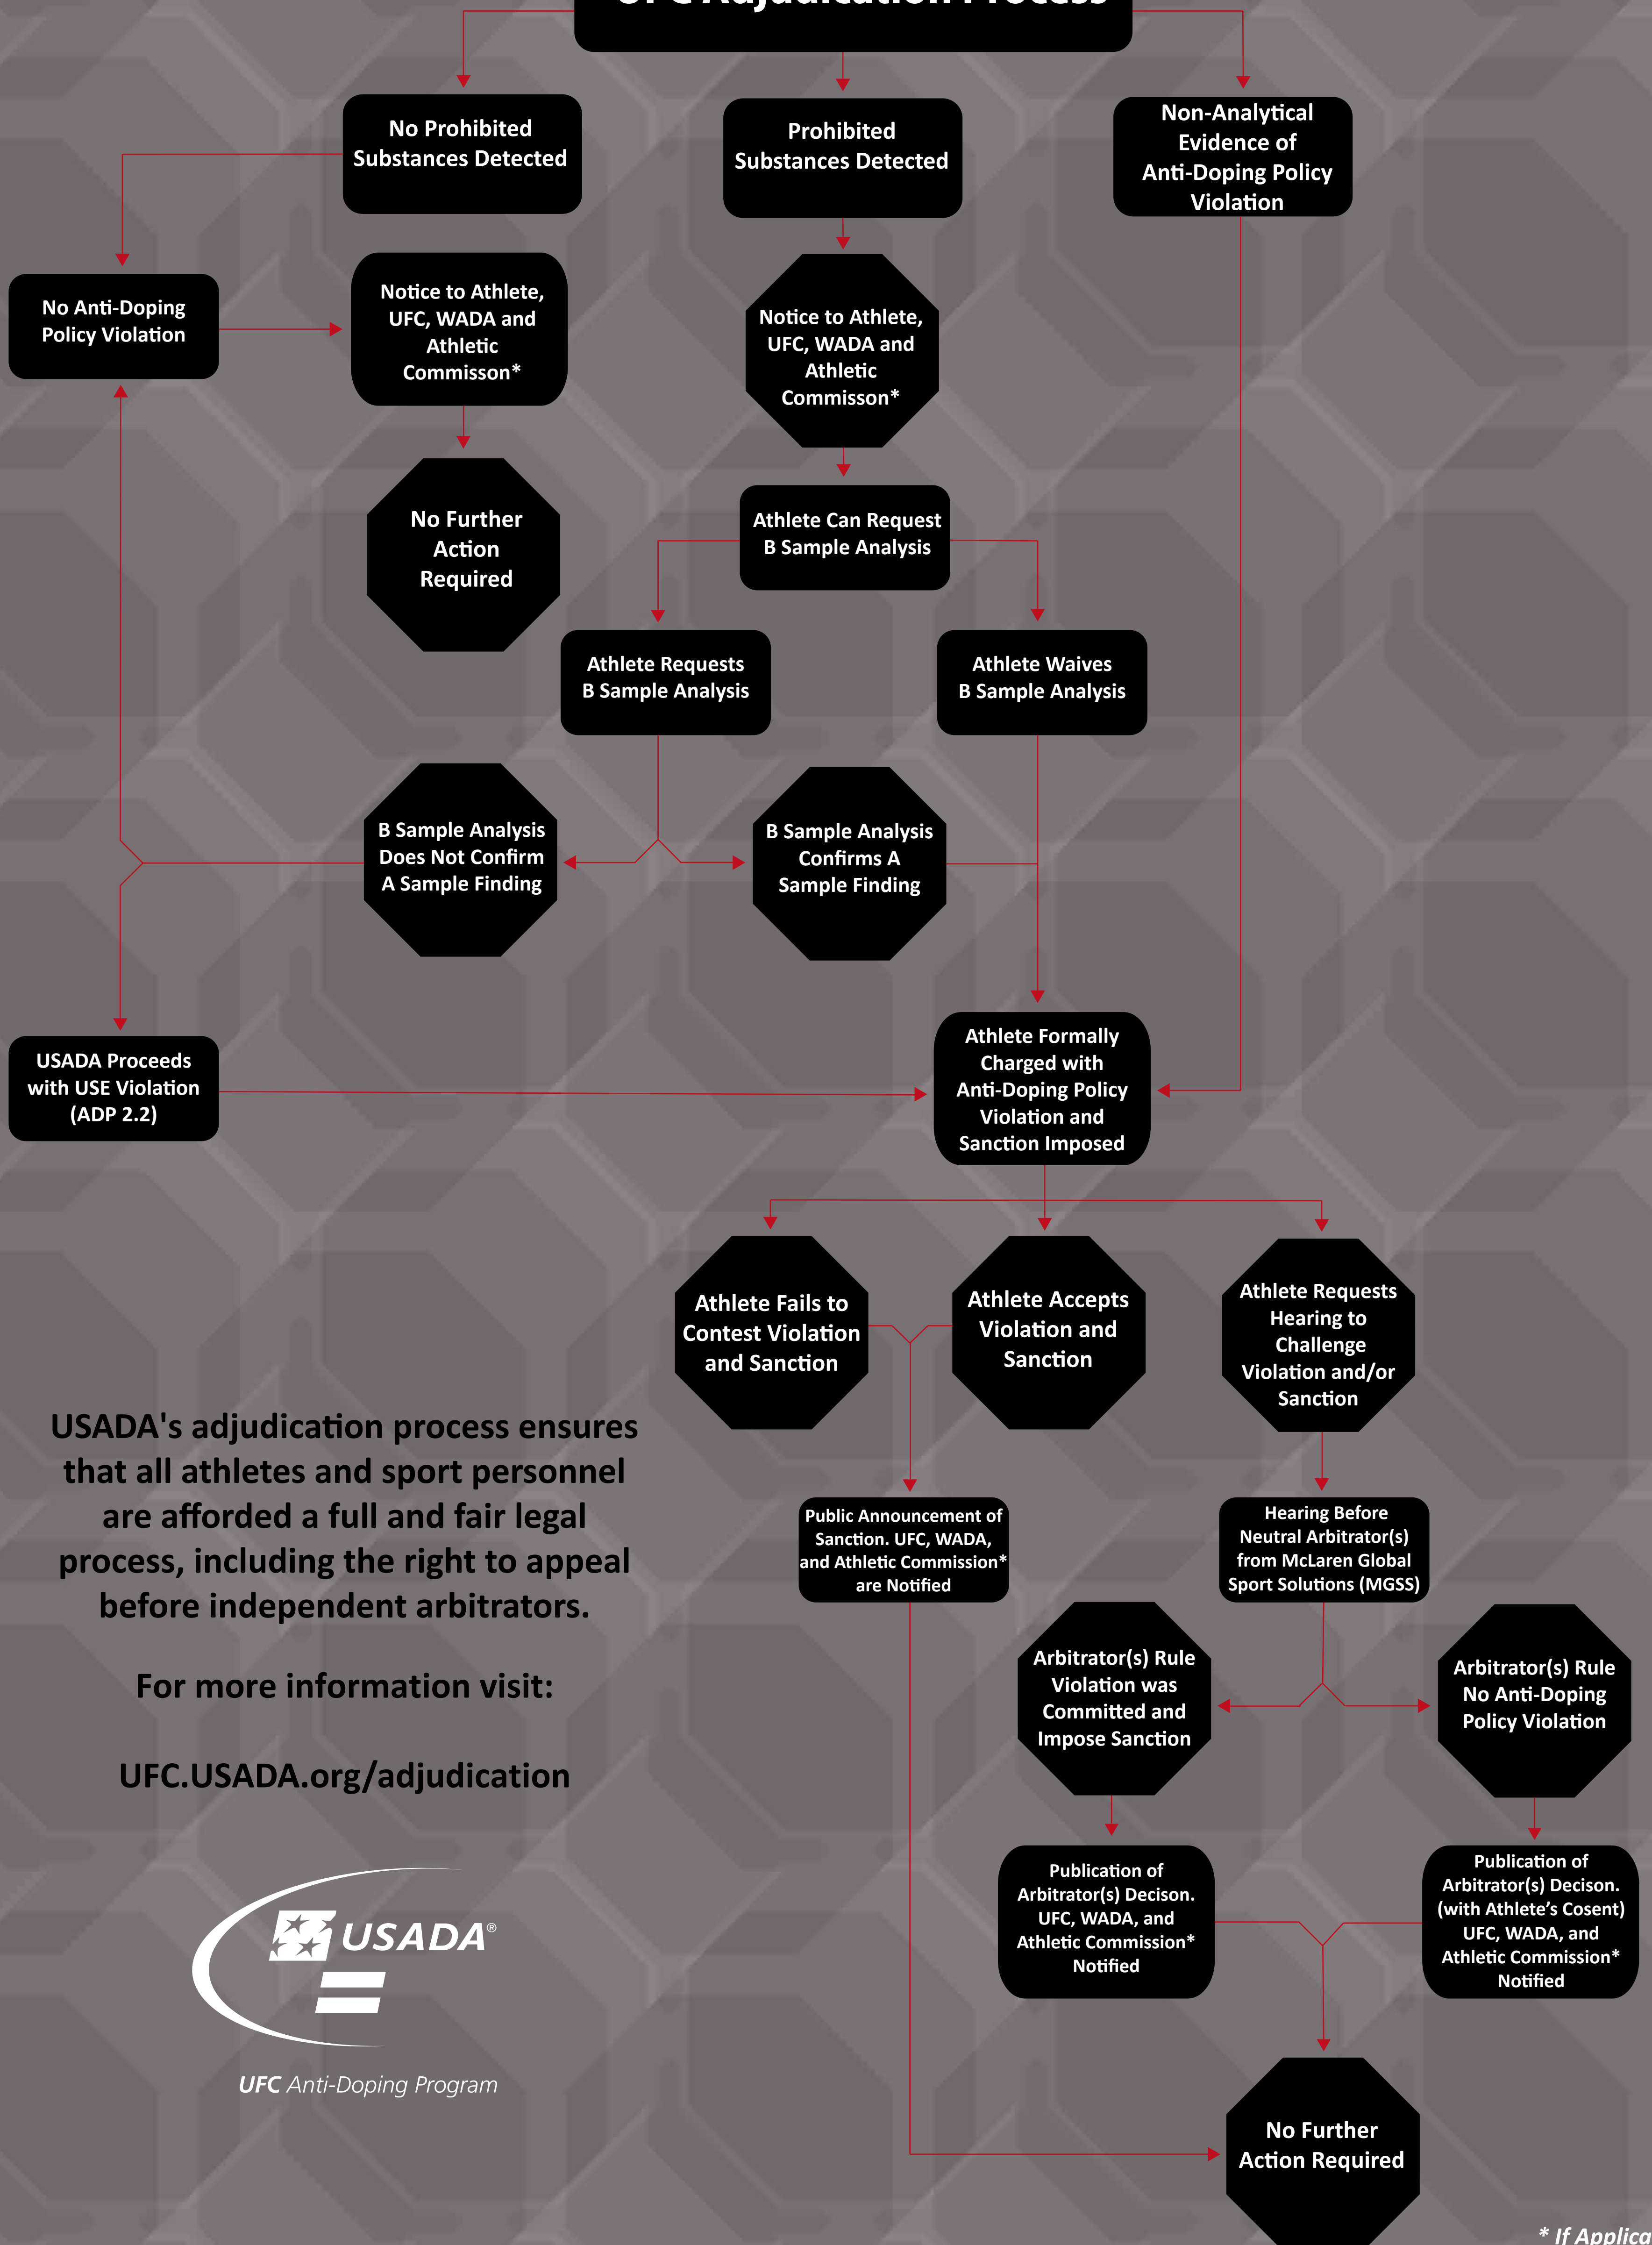 UFC Adjudication Process
No Prohibited
Substances Detected
Prohibited
Substances Detected
Non-Analytical
Evidence of
Anti-Doping Policy
Violation
No Anti-Doping
Policy Violation
Notice to Athlete,
UFC, WADA and
Athletic
Commisson*
Notice to Athlete,
UFC, WADA and
Athletic
Commisson*
No Further
Action
Required
Athlete Can Request
B Sample Analysis
Athlete Requests
B Sample Analysis
Athlete Waives
B Sample Analysis
B Sample Analysis
Does Not Confirm
A Sample Finding
B Sample Analysis
Confirms A
Sample Finding
USADA Proceeds
with USE Violation
(ADP 2.2)
Athlete Formally
Charged with
Anti-Doping Policy
Violation and
Sanction Imposed
Athlete Fails to
Contest Violation
and Sanction
Athlete Accepts
Violation and
Sanction
Athlete Requests
Hearing to
Challenge
Violation and/or
Sanction
USADA's adjudication process ensures
that all athletes and sport personnel
are afforded a full and fair legal
process, including the right to appeal
before independent arbitrators.
For more information visit:
UFC.USADA.org/adjudication
Public Announcement of
Sanction. UFC, WADA,
and Athletic Commission*
are Notified
Hearing Before
Neutral Arbitrator(s)
from McLaren Global
Sport Solutions (MGSS)
Arbitrator(s) Rule
Violation was
Committed and
Impose Sanction
Arbitrator(s) Rule
No Anti-Doping
Policy Violation
Publication of
Arbitrator(s) Decison.
UFC, WADA, and
Athletic Commission*
Notified
Publication of
Arbitrator(s) Decison.
(with Athlete’s Cosent)
UFC, WADA, and
Athletic Commission*
Notified
USADA®
UFC Anti-Doping Program
No Further
Action Required
* If Applica